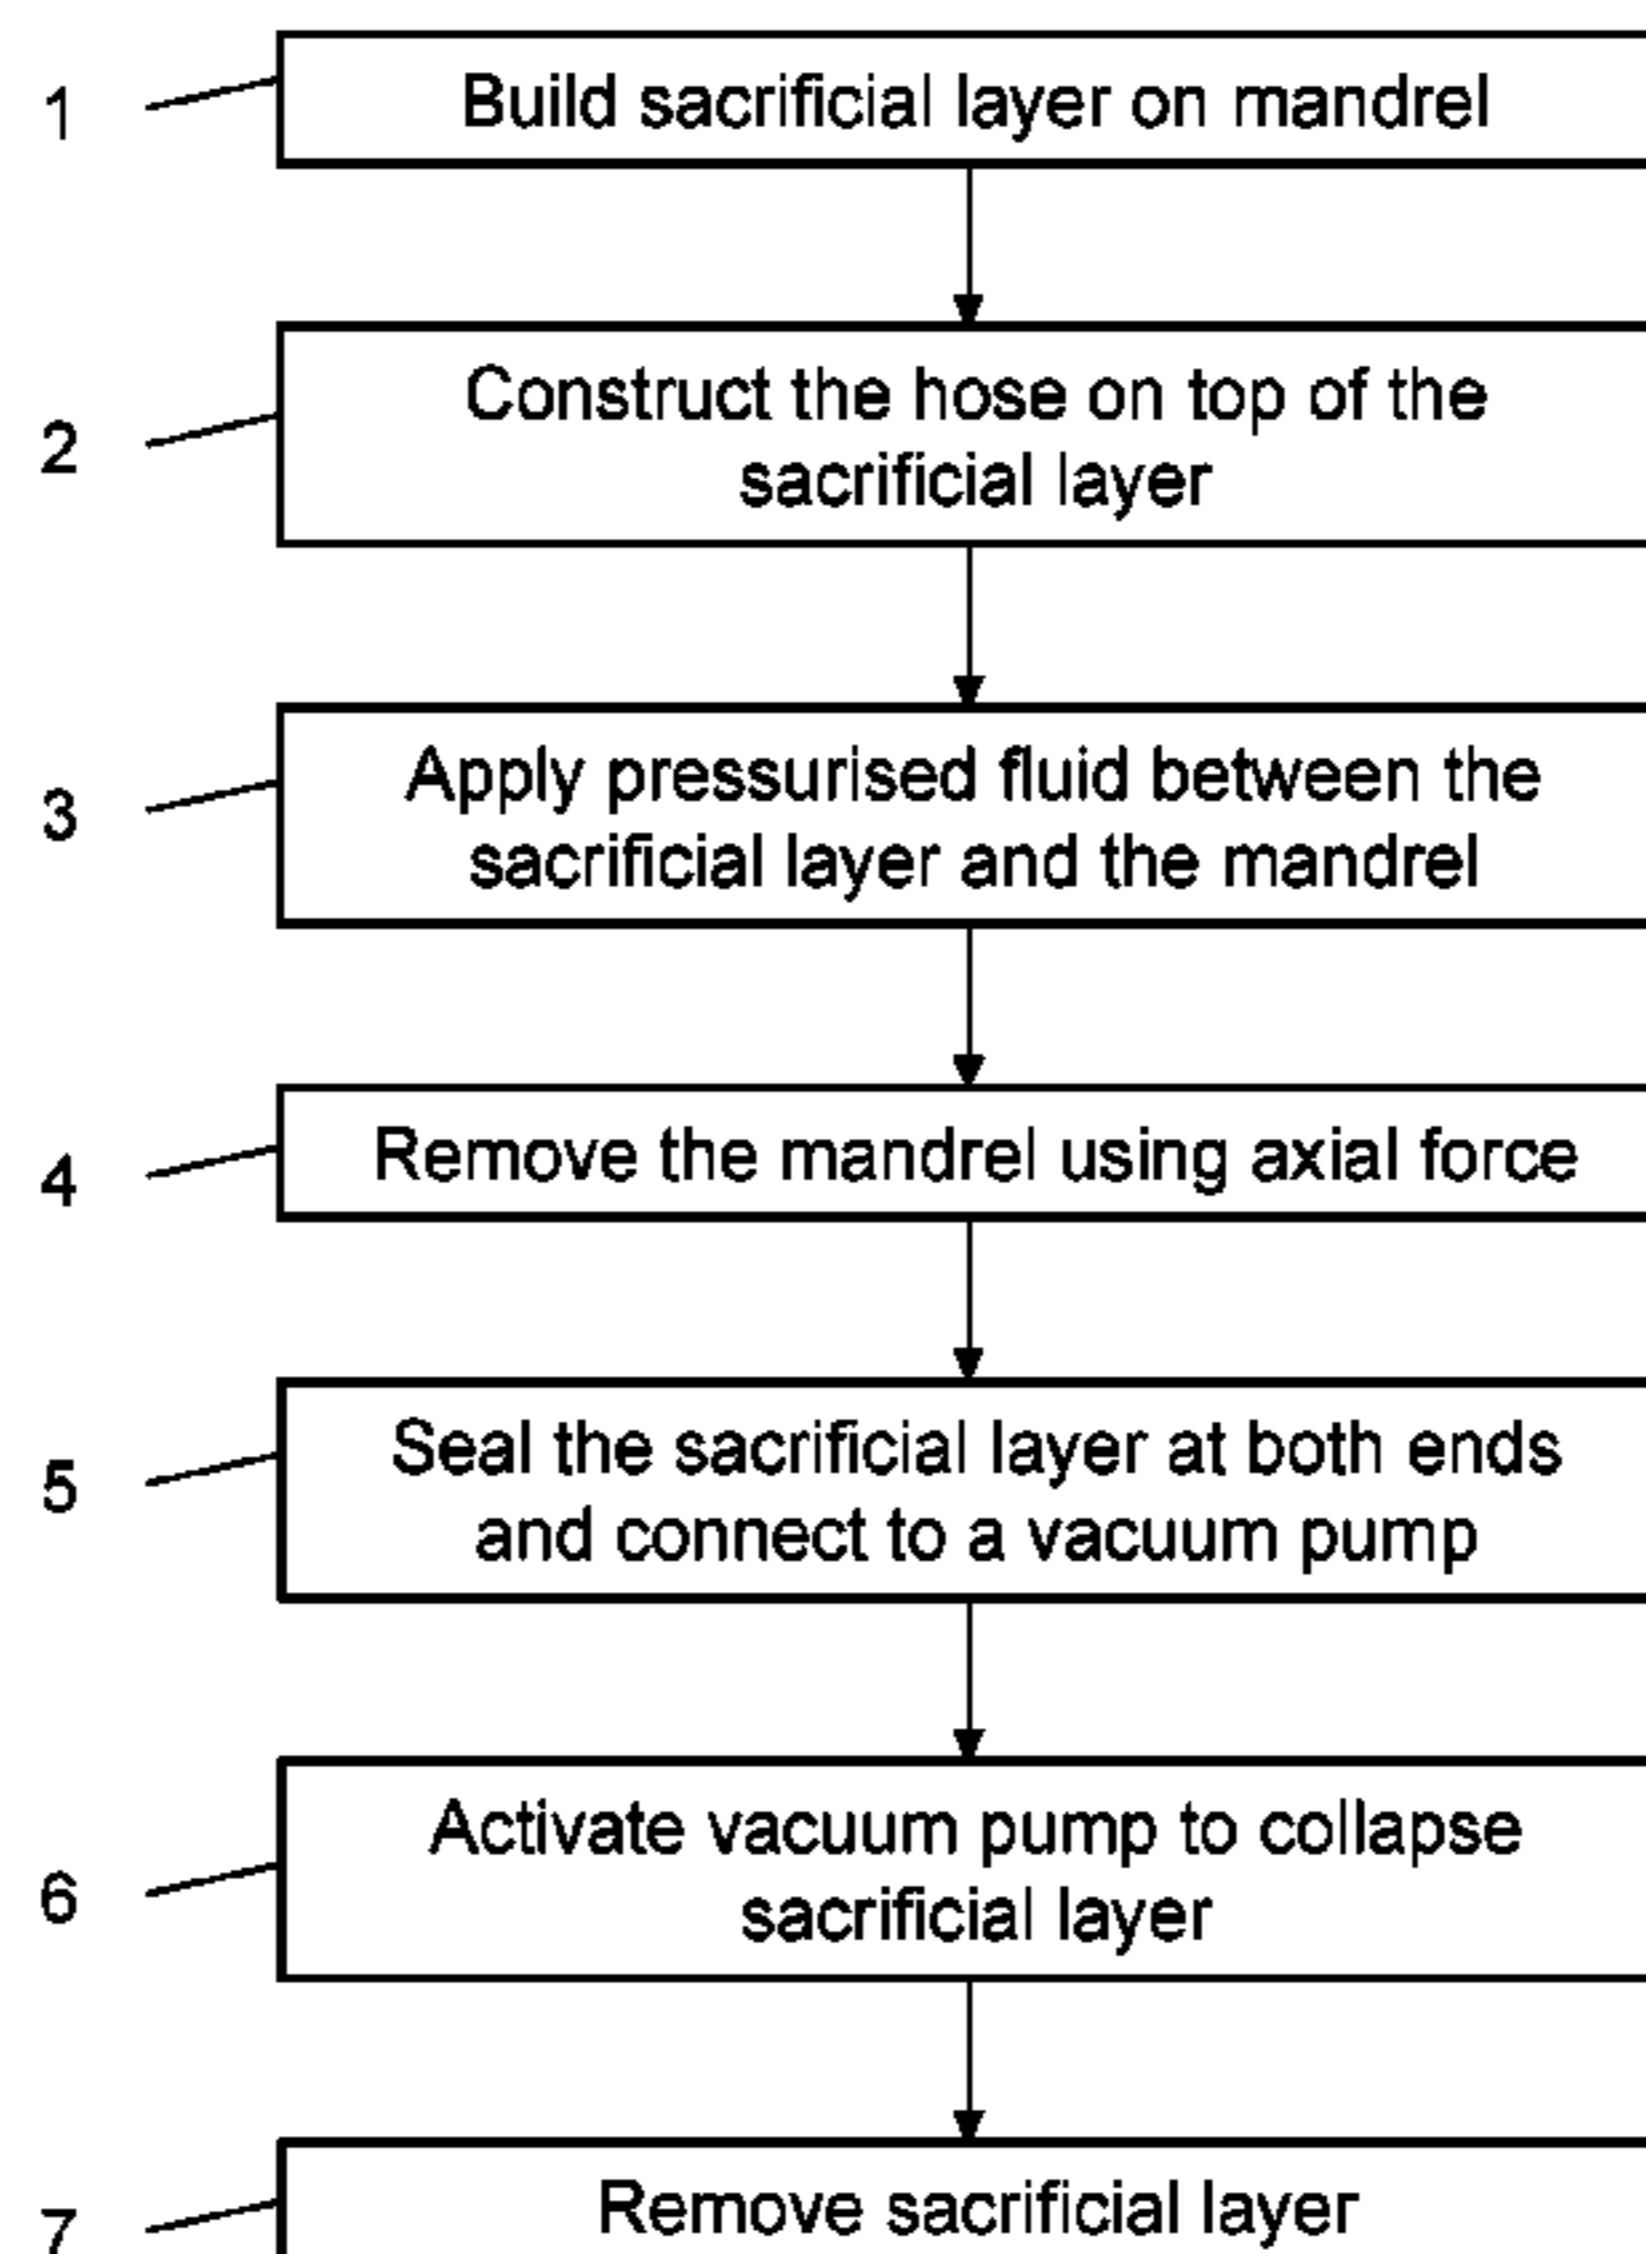 1
Build sacrificial layer on mandrel
2
Construct the hose on top of the
sacrificial layer
3
Apply pressurised fluid between the
sacrificial layer and the mandrel
4
Remove the mandrel using axial force
5
Seal the sacrificial layer at both ends
and connect to a vacuum pump
6
Activate vacuum pump to collapse
sacrificial layer
7
Remove sacrificial layer